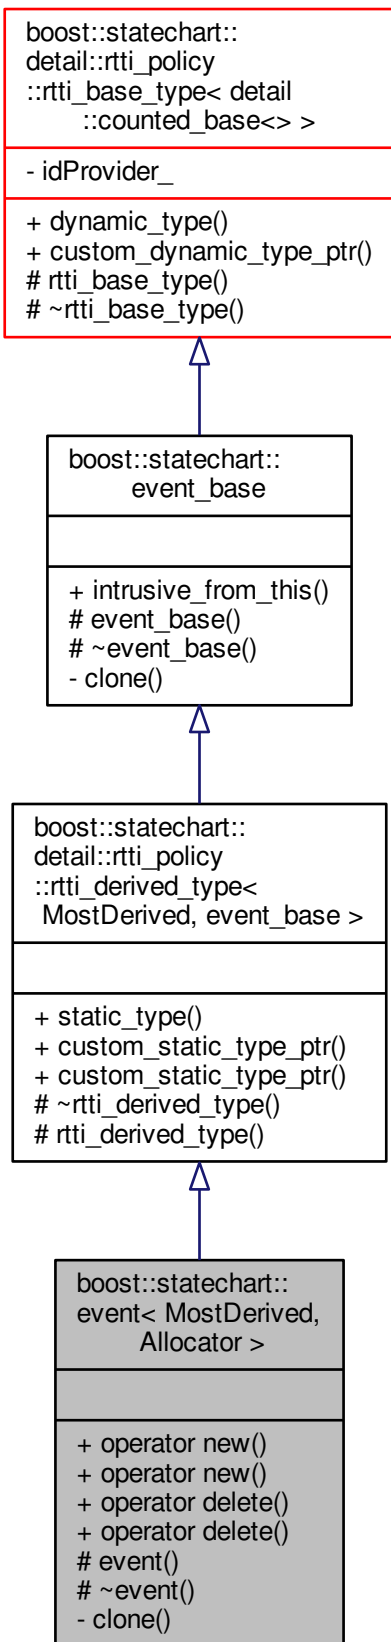 boost::statechart::
detail::rtti_policy
::rtti_base_type< detail
::counted_base<> >
- idProvider_
+ dynamic_type()
+ custom_dynamic_type_ptr()
# rtti_base_type()
# ~rtti_base_type()
boost::statechart::
event_base
+ intrusive_from_this()
# event_base()
# ~event_base()
- clone()
boost::statechart::
detail::rtti_policy
::rtti_derived_type<
MostDerived, event_base >
+ static_type()
+ custom_static_type_ptr()
+ custom_static_type_ptr()
# ~rtti_derived_type()
# rtti_derived_type()
boost::statechart::
event< MostDerived,
Allocator >
+ operator new()
+ operator new()
+ operator delete()
+ operator delete()
# event()
# ~event()
- clone()